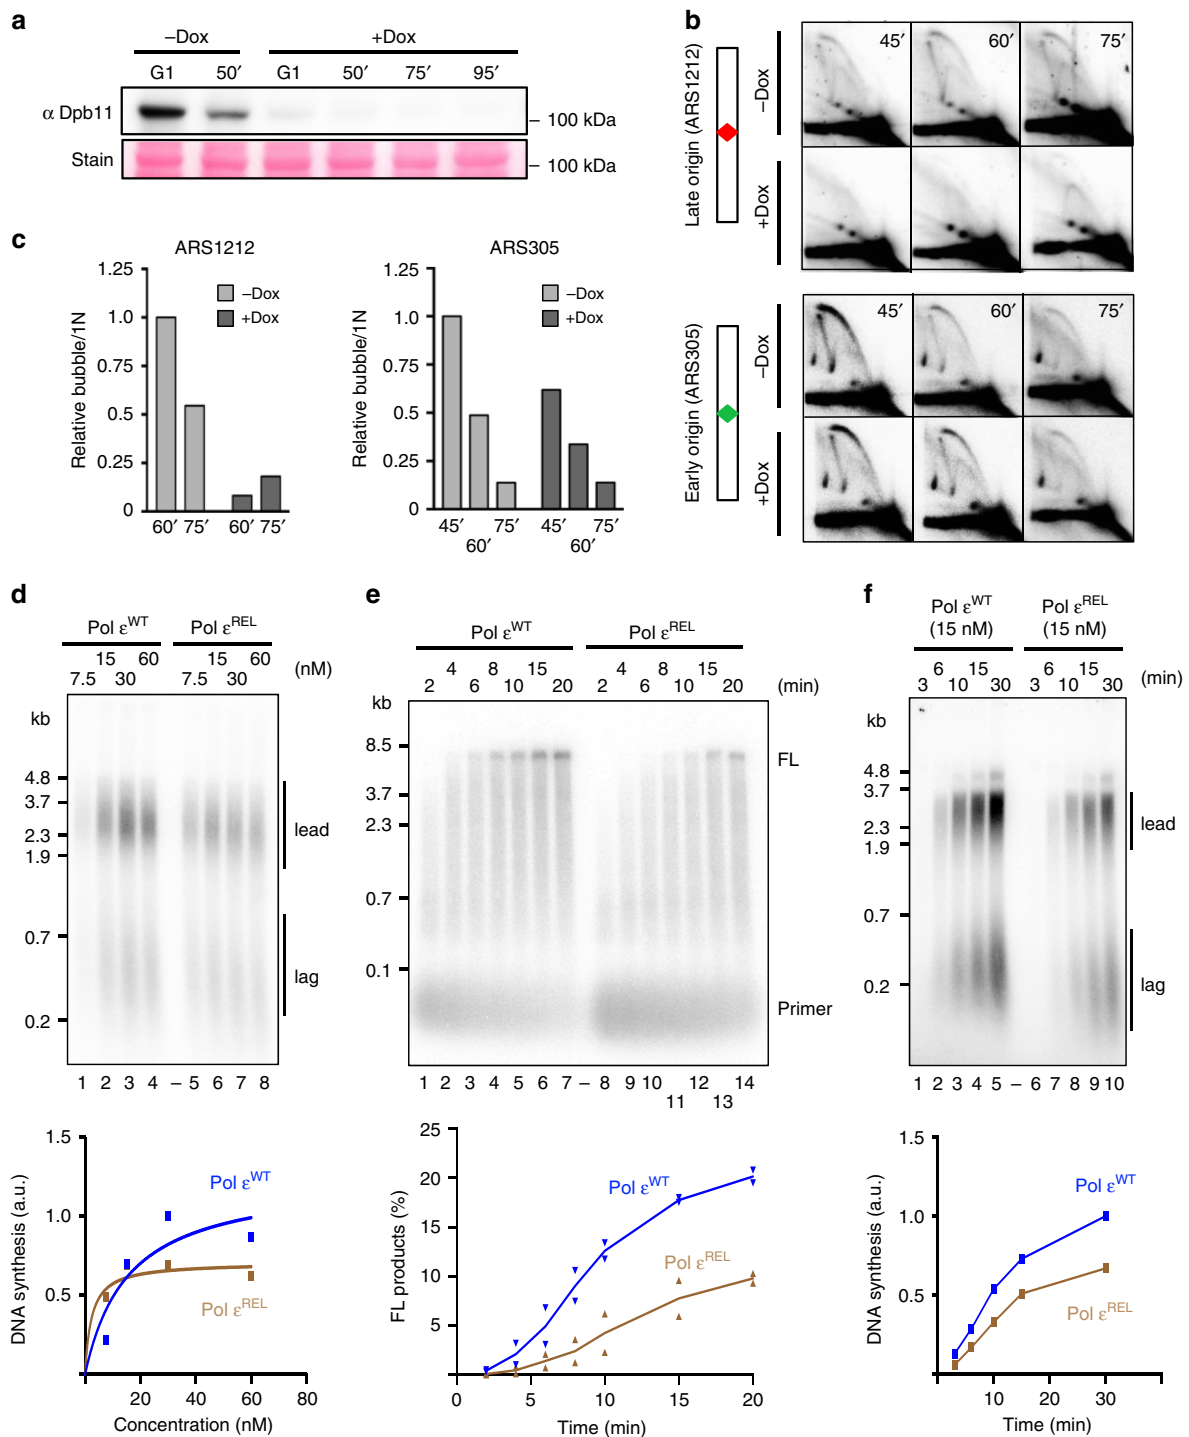 a
–Dox +Dox
G1 50′ G1 50′ 75′ 95′
α Dpb11
– 100 kDa
Stain
– 100 kDa
b
Late origin (ARS1212)
–Dox
+Dox
45′ 60′ 75′
Early origin (ARS305)
–Dox
+Dox
45′ 60′ 75′
c
ARS1212
Relative bubble/1N
1.25
1.0
0.75
0.5
0.25
0
–Dox
+Dox
60′ 75′ 60′ 75′
ARS305
Relative bubble/1N
1.25
1.0
0.75
0.5
0.25
0
–Dox
+Dox
45′ 75′ 45′ 75′
60′ 60′
d
Pol ε^WT Pol ε^REL
15 60 15 60
7.5 30 7.5 30
(nM)
kb
4.8
3.7
2.3
1.9
0.7
0.2
lead
lag
1 2 3 4 – 5 6 7 8
DNA synthesis (a.u.)
1.5
1.0
0.5
Pol ε^WT
Pol ε^REL
20 40 60 80
Concentration (nM)
e
Pol ε^WT Pol ε^REL
4 8 15 4 8 15
2 6 10 20 2 6 10 20
(min)
kb
8.5
3.7
2.3
0.7
0.1
FL
Primer
1 2 3 4 5 6 7 – 8 9 10 12 14
11 13
FL products (%)
25
20
15
10
5
Pol ε^WT
Pol ε^REL
0 5 10 15 20
Time (min)
f
Pol ε^WT Pol ε^REL
(15 nM) (15 nM)
6 15 6 15
3 10 30 3 10 30
(min)
kb
4.8
3.7
2.3
1.9
0.7
0.2
lead
lag
1 2 3 4 5 – 6 7 8 9 10
DNA synthesis (a.u.)
1.5
1.0
0.5
Pol ε^WT
Pol ε^REL
10 20 30
Time (min)